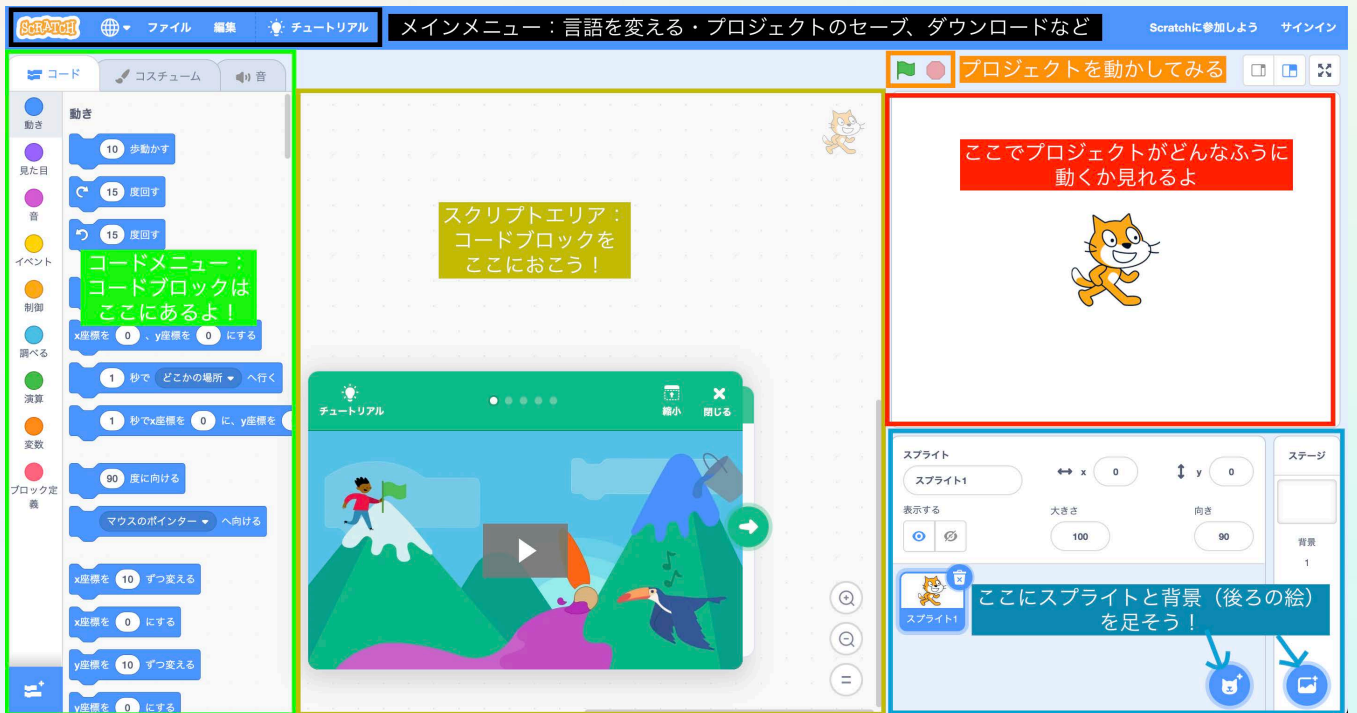 SCRATCH ファイル 編集 チュートリアル メインメニュー：言語を変える・プロジェクトのセーブ、ダウンロードなど Scratchに参加しよう サインイン
コード コスチューム 音
プロジェクトを動かしてみる
動き
見た目
音
イベント
制御
調べる
演算
変数
ブロック定
義
動き
10 歩動かす
15 度回す
15 度回す
コードメニュー：
コードブロックは
ここにあるよ！
x座標を 0 、y座標を 0 にする
1 秒で どこかの場所 へ行く
1 秒でx座標を 0 に、y座標を
90 度に向ける
マウスのポインター へ向ける
x座標を 10 ずつ変える
x座標を 0 にする
y座標を 10 ずつ変える
y座標を 0 にする
スクリプトエリア：
コードブロックを
ここにおこう！
チュートリアル 縮小 閉じる
ここでプロジェクトがどんなふうに
動くか見れるよ
スプライト
スプライト1 x 0 y 0
表示する 大きさ 向き
100 90
スプライト1
ステージ
背景
1
ここにスプライトと背景（後ろの絵）
を足そう！